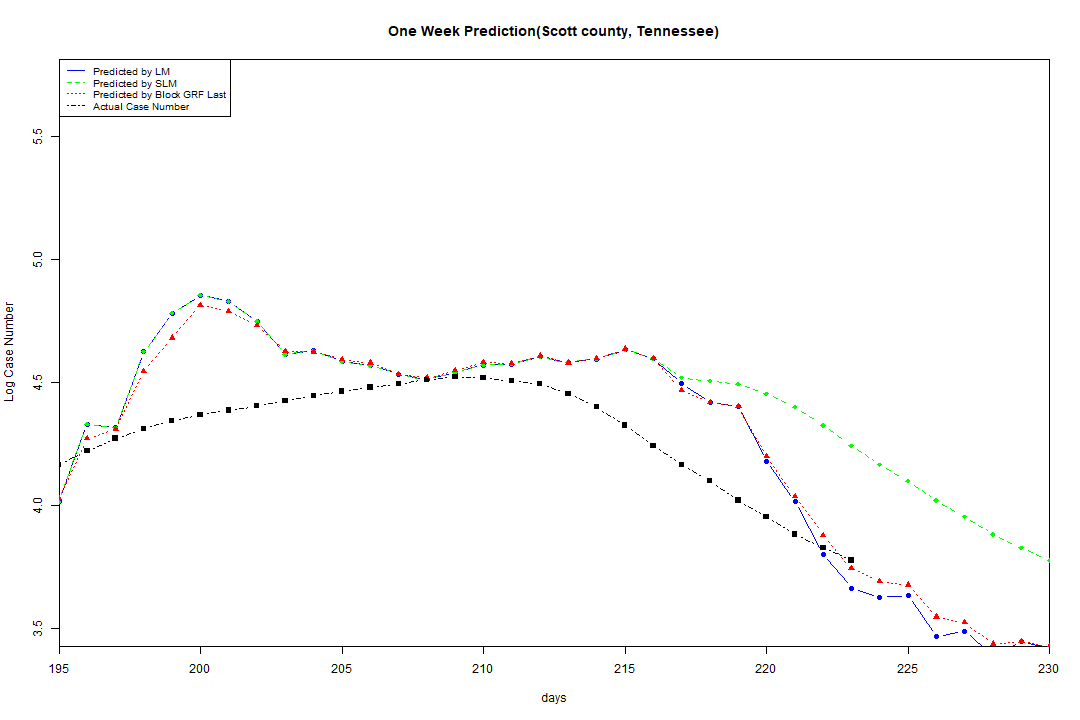 One Week Prediction(Scott county, Tennessee)
Predicted by LM
Predicted by SLM
Predicted by Block GRF Last
Actual Case Number
Log Case Number
5.5
5.0
4.5
4.0
3.5
195 200 205 210 215 220 225 230
days